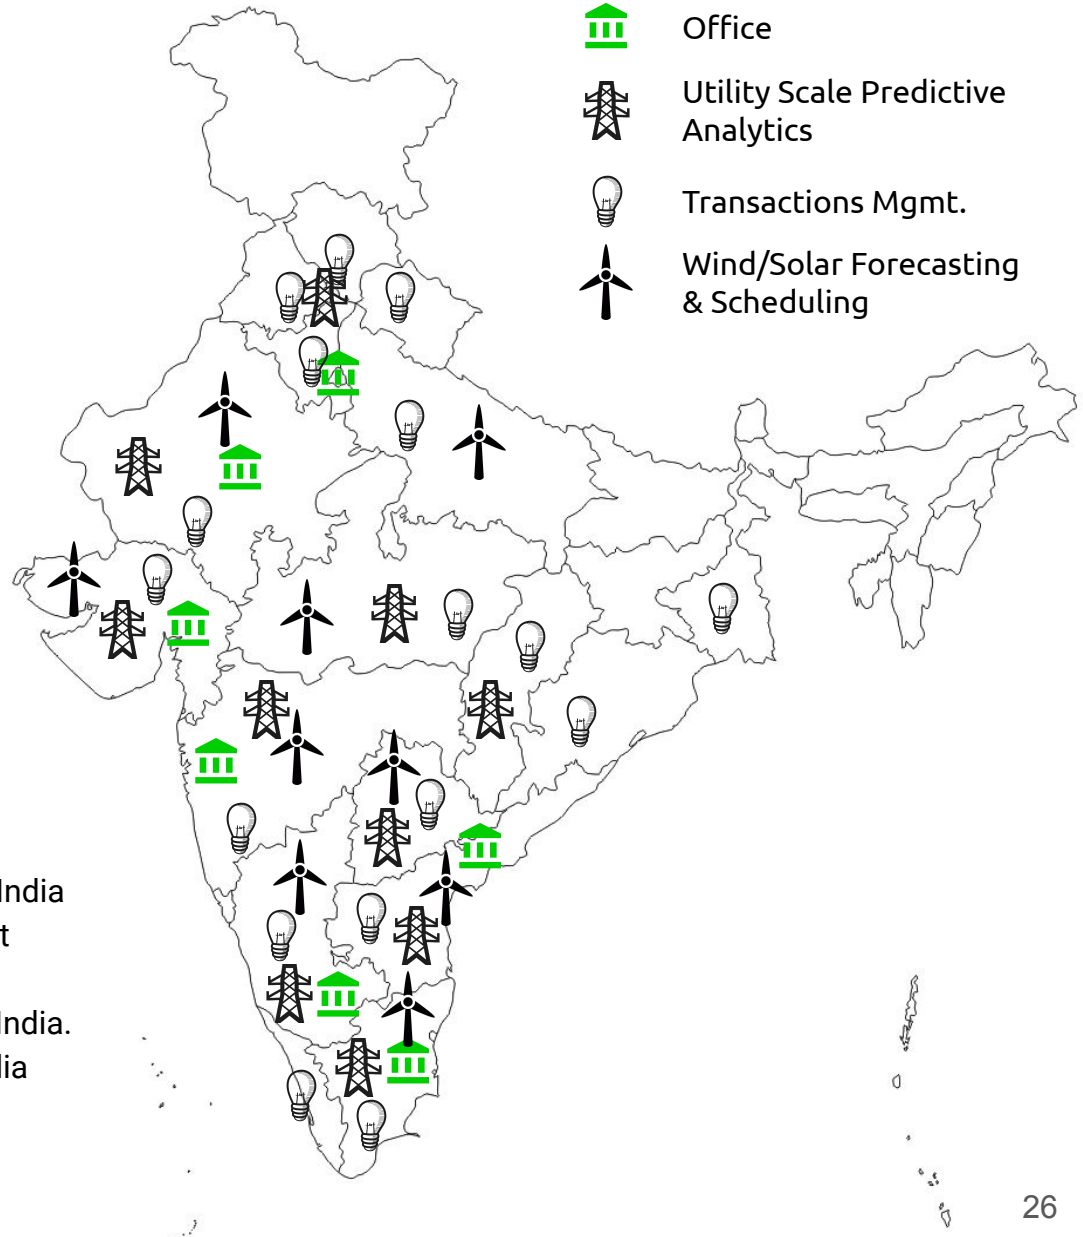 Office
Utility Scale Predictive
Analytics
Transactions Mgmt.
Wind/Solar Forecasting
& Scheduling
India
t
India.
lia
26